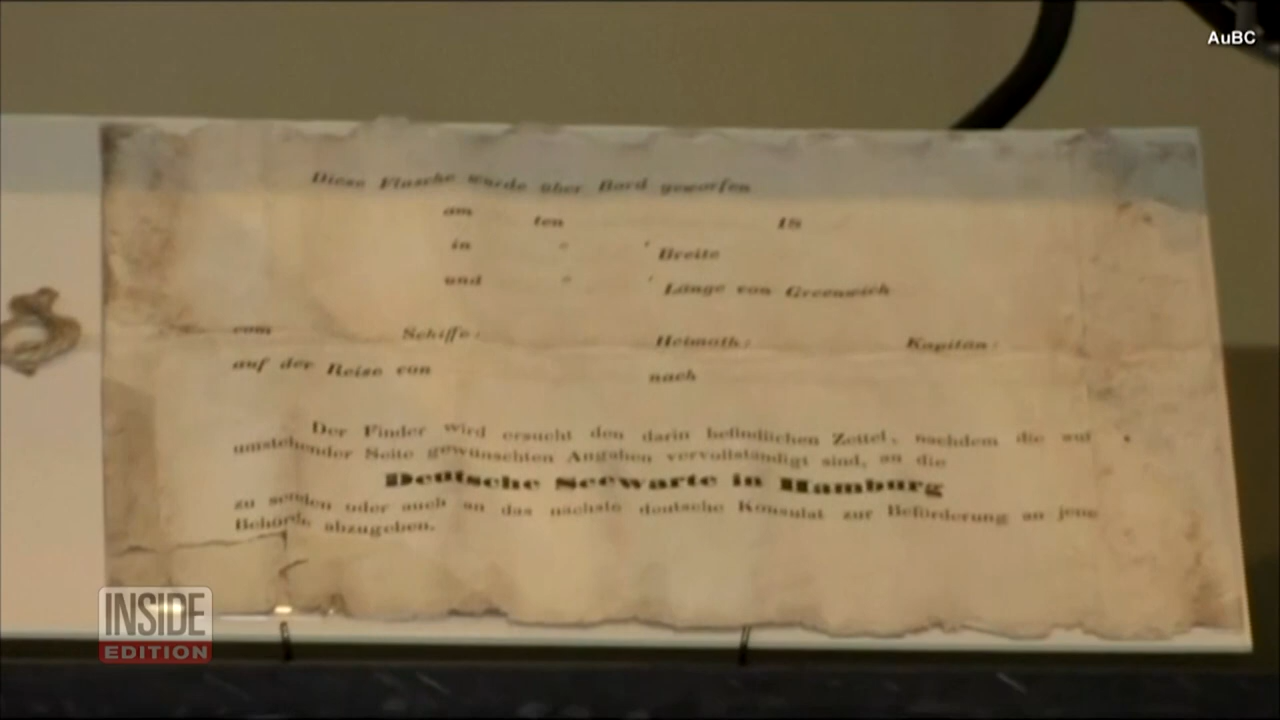 AuBC
Diese Flasche wurde über Bord geworfen
am ten 18
in ° ' Breite
und ° ' Länge von Greenwich
vom Schiffe: Heimath: Kapitän:
auf der Reise von nach
Der Finder wird ersucht den darin befindlichen Zettel, nachdem die auf
umstehender Seite gewünschten Angaben vervollständigt sind, an die
Deutsche Seewarte in Hamburg
zu senden oder auch an das nächste deutsche Konsulat zur Beförderung an jene
Behörde abzugeben.
INSIDE
EDITION